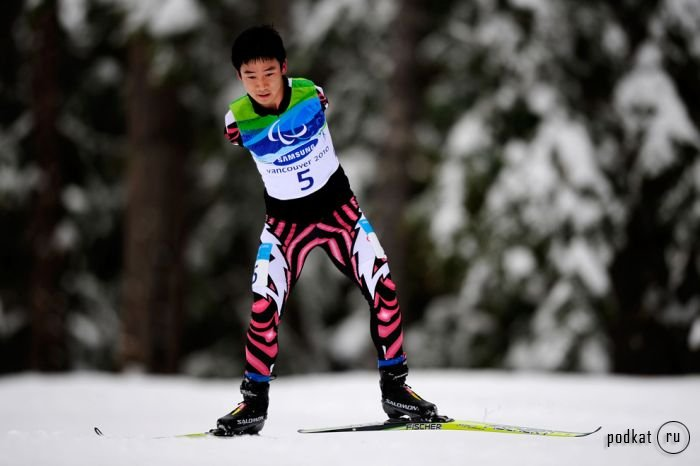 SAMSUNG
vancouver 2010
5
SALOMON
SALOMON
FISCHER
podkat ru